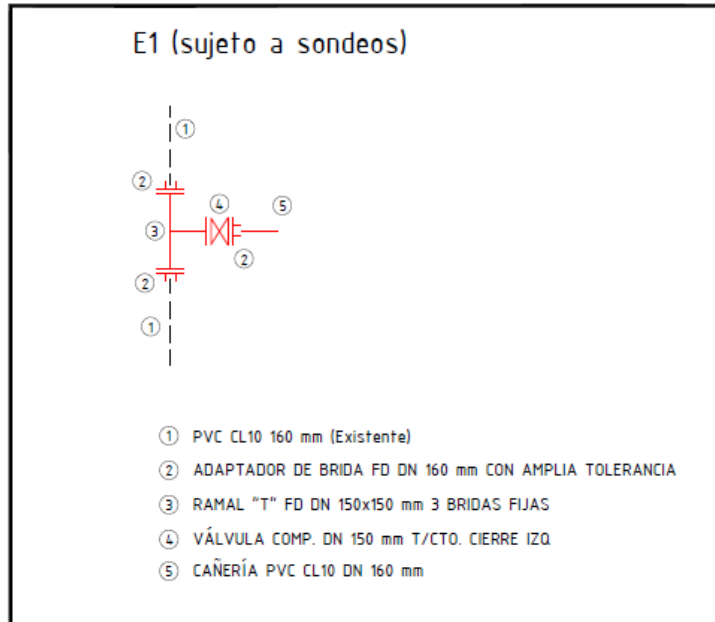 E1 (sujeto a sondeos)
1
2
4
5
3
2
2
1
1 PVC CL10 160 mm (Existente)
2 ADAPTADOR DE BRIDA FD DN 160 mm CON AMPLIA TOLERANCIA
3 RAMAL "T" FD DN 150x150 mm 3 BRIDAS FIJAS
4 VÁLVULA COMP. DN 150 mm T/CTO. CIERRE IZQ
5 CAÑERÍA PVC CL10 DN 160 mm